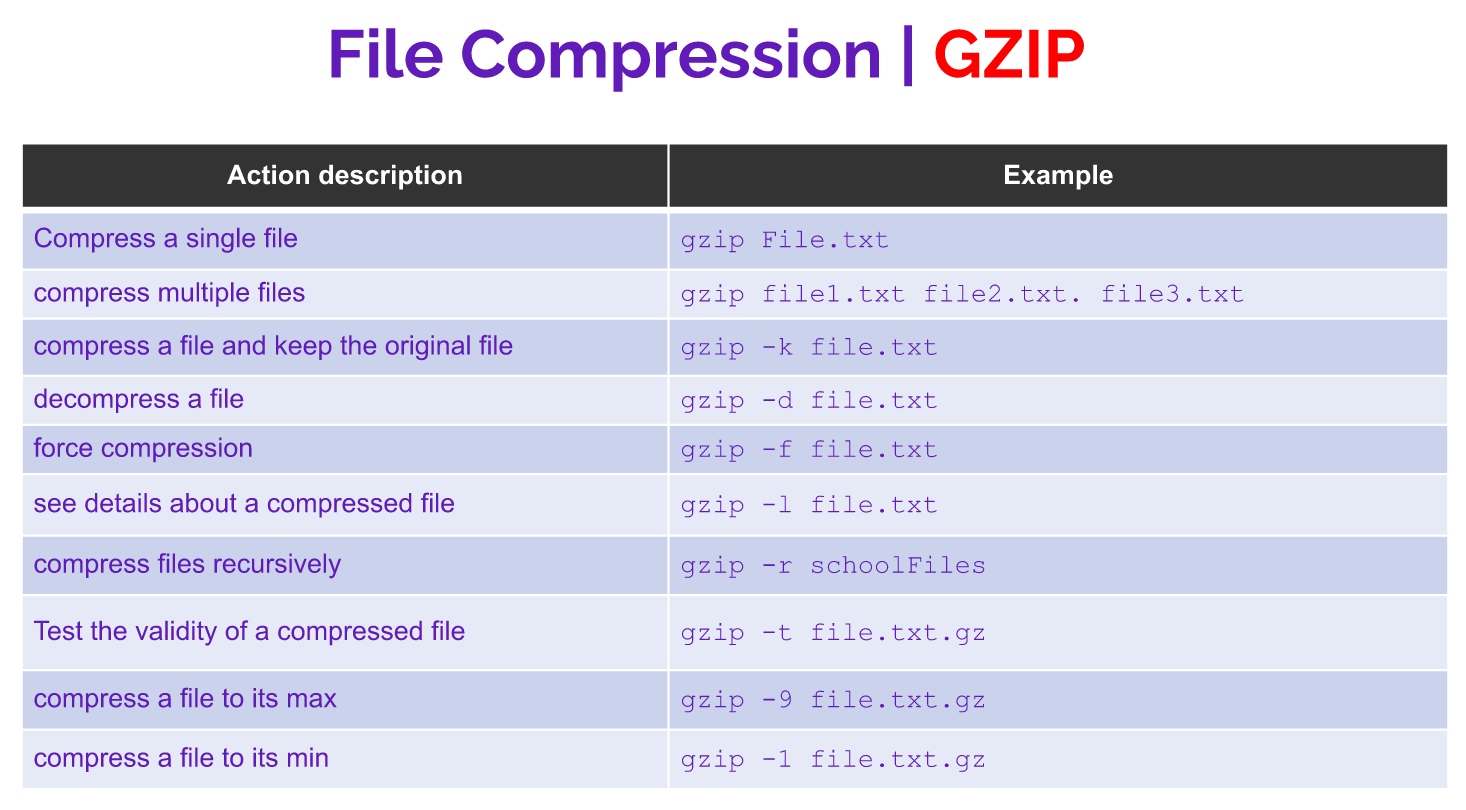 File Compression | GZIP
Action description Example
Compress a single file gzip File.txt
compress multiple files gzip file1.txt file2.txt. file3.txt
compress a file and keep the original file gzip -k file.txt
decompress a file gzip -d file.txt
force compression gzip -f file.txt
see details about a compressed file gzip -l file.txt
compress files recursively gzip -r schoolFiles
Test the validity of a compressed file gzip -t file.txt.gz
compress a file to its max gzip -9 file.txt.gz
compress a file to its min gzip -1 file.txt.gz